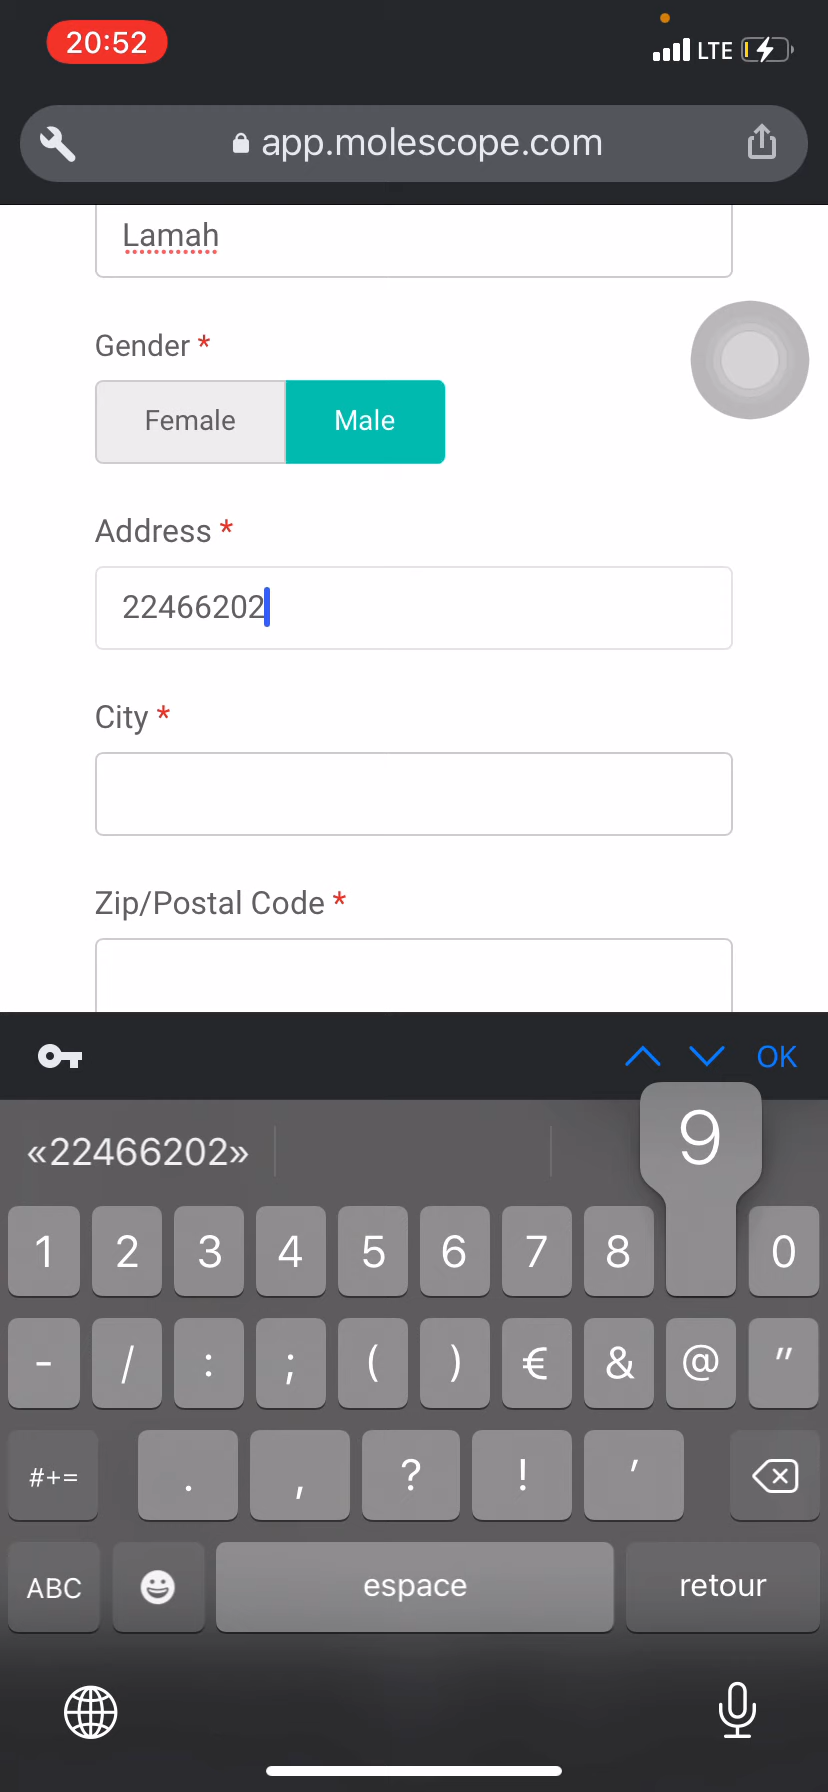 20:52
LTE
app.molescope.com
Lamah
Gender *
Female Male
Address *
22466202
City *
Zip/Postal Code *
OK
«22466202»
9
1 2 3 4 5 6 7 8 0
- / : ; ( ) € & @ "
#+= . , ? ! '
ABC espace retour